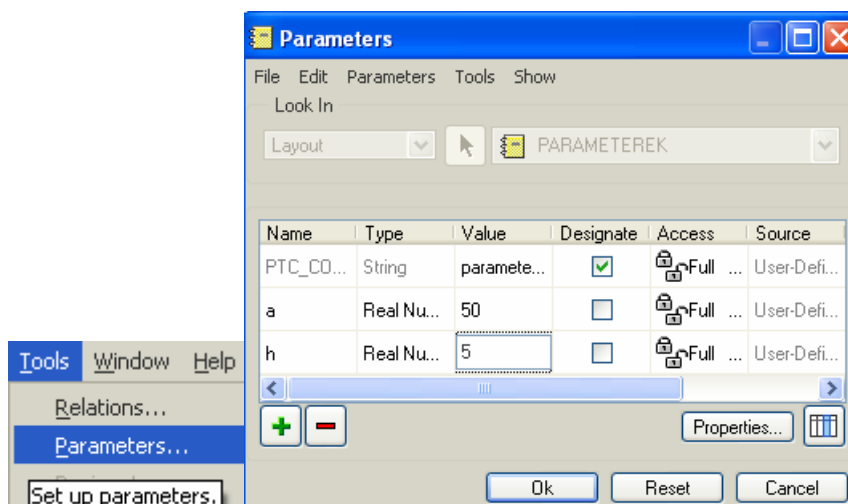 Parameters
File Edit Parameters Tools Show
Look In
Layout PARAMETEREK
Name Type Value Designate Access Source
PTC_CO... String paramete... Full ... User-Defi...
a Real Nu... 50 Full ... User-Defi...
h Real Nu... 5 Full ... User-Defi...
Properties...
Ok Reset Cancel
Tools Window Help
Relations...
Parameters...
Set up parameters.